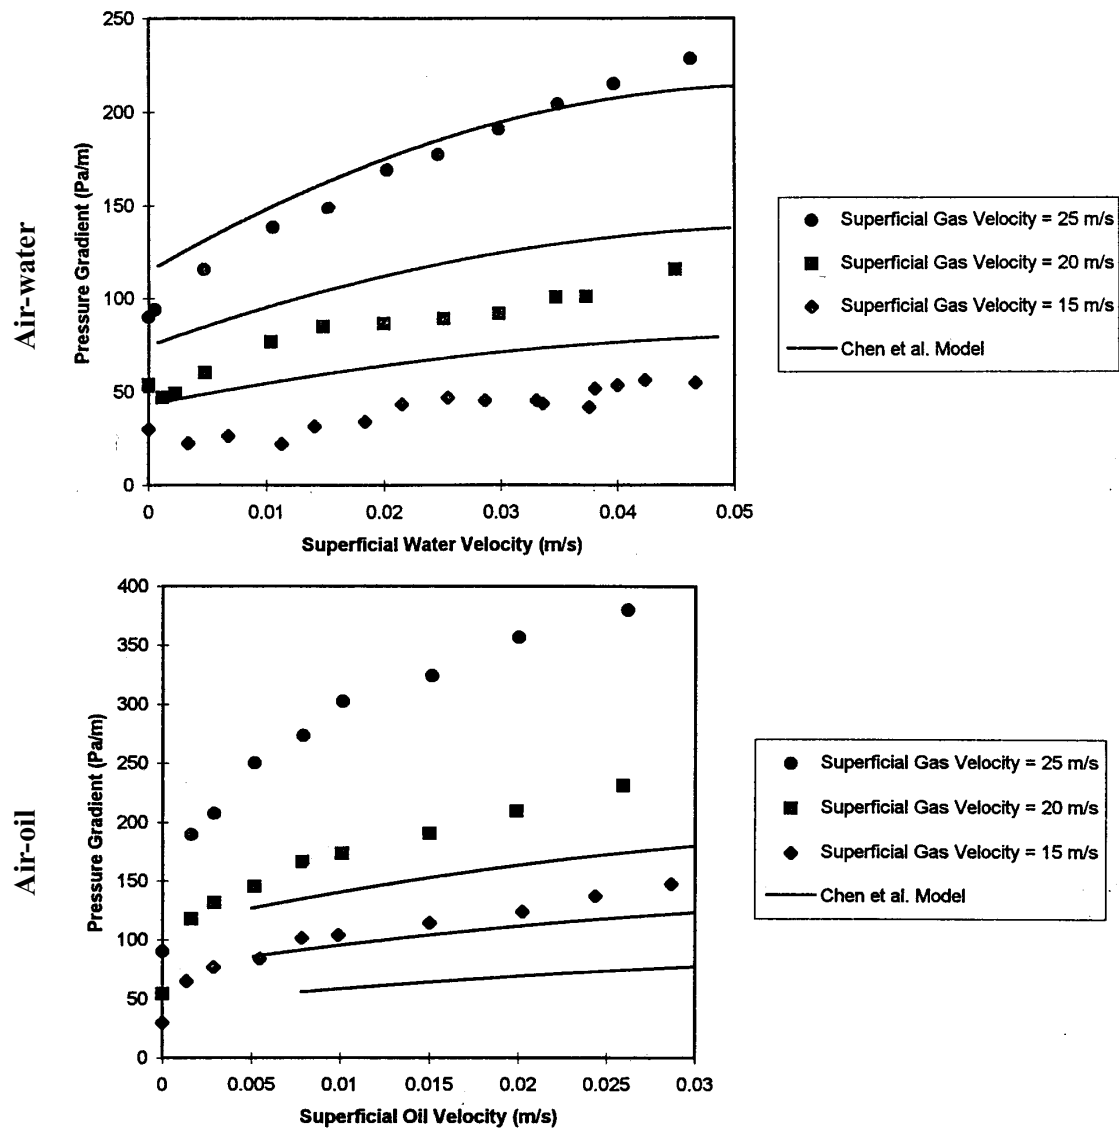 Air-water
Pressure Gradient (Pa/m)
250
200
150
100
50
0
0 0.01 0.02 0.03 0.04 0.05
Superficial Water Velocity (m/s)
Superficial Gas Velocity = 25 m/s
Superficial Gas Velocity = 20 m/s
Superficial Gas Velocity = 15 m/s
Chen et al. Model
Air-oil
Pressure Gradient (Pa/m)
400
350
300
250
200
150
100
50
0
0 0.005 0.01 0.015 0.02 0.025 0.03
Superficial Oil Velocity (m/s)
Superficial Gas Velocity = 25 m/s
Superficial Gas Velocity = 20 m/s
Superficial Gas Velocity = 15 m/s
Chen et al. Model